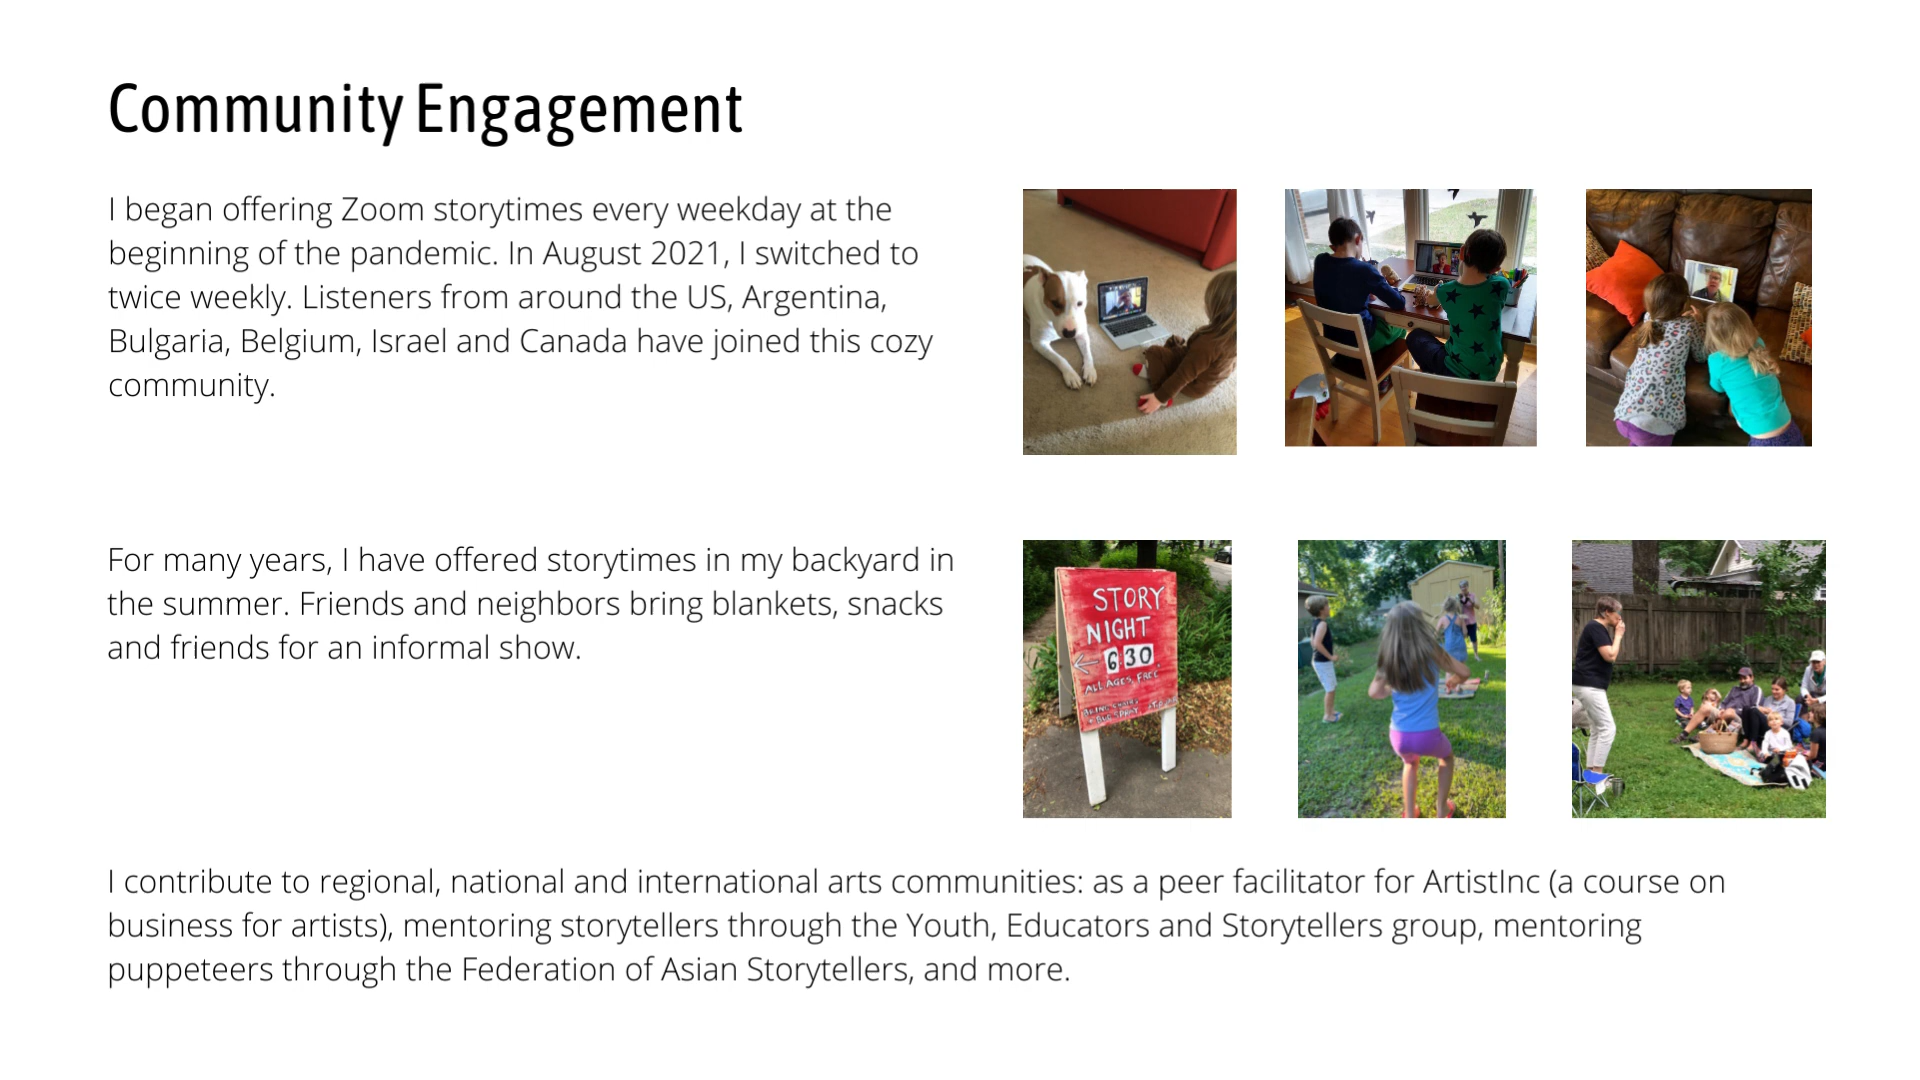 Community Engagement
I began offering Zoom storytimes every weekday at the
beginning of the pandemic. In August 2021, I switched to
twice weekly. Listeners from around the US, Argentina,
Bulgaria, Belgium, Israel and Canada have joined this cozy
community.
For many years, I have offered storytimes in my backyard in
the summer. Friends and neighbors bring blankets, snacks
and friends for an informal show.
STORY
NIGHT
← 6:30
ALL AGES, FREE
I contribute to regional, national and international arts communities: as a peer facilitator for ArtistInc (a course on
business for artists), mentoring storytellers through the Youth, Educators and Storytellers group, mentoring
puppeteers through the Federation of Asian Storytellers, and more.